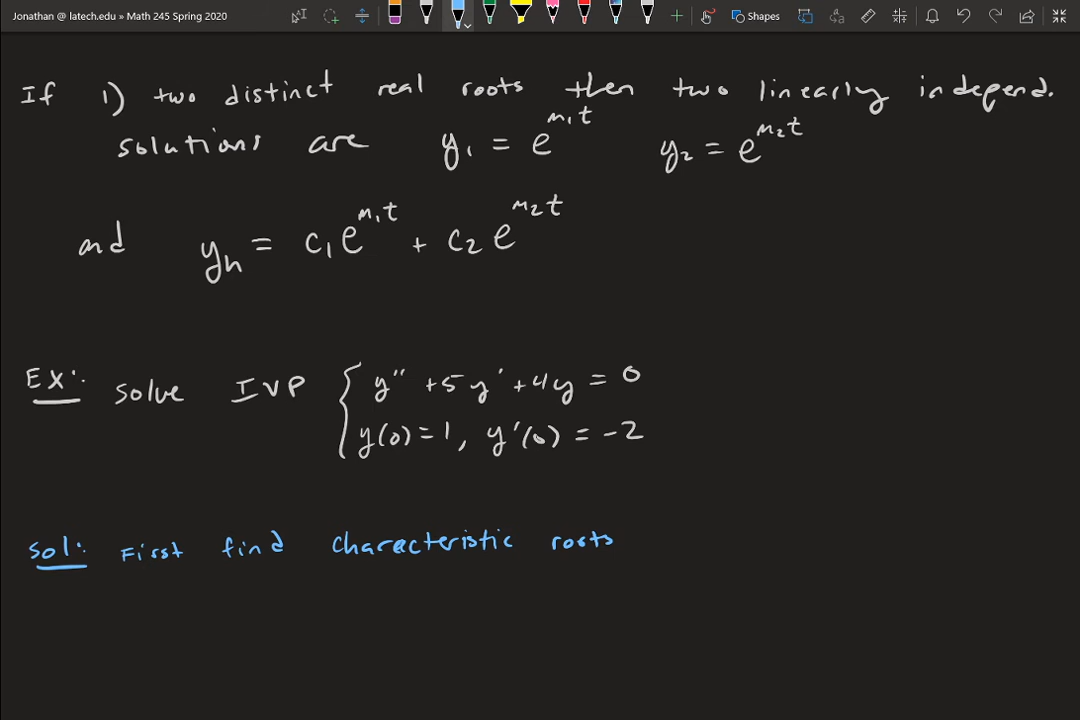 Jonathan @ latech.edu » Math 245 Spring 2020
Shapes
If 1) two distinct real roots then two linearly independ.
solutions are y₁ = e^{m₁t} y₂ = e^{m₂t}
and y_h = c₁e^{m₁t} + c₂e^{m₂t}
Ex: solve IVP { y'' + 5y' + 4y = 0
y(0) = 1, y'(0) = -2
Sol: First find characteristic roots